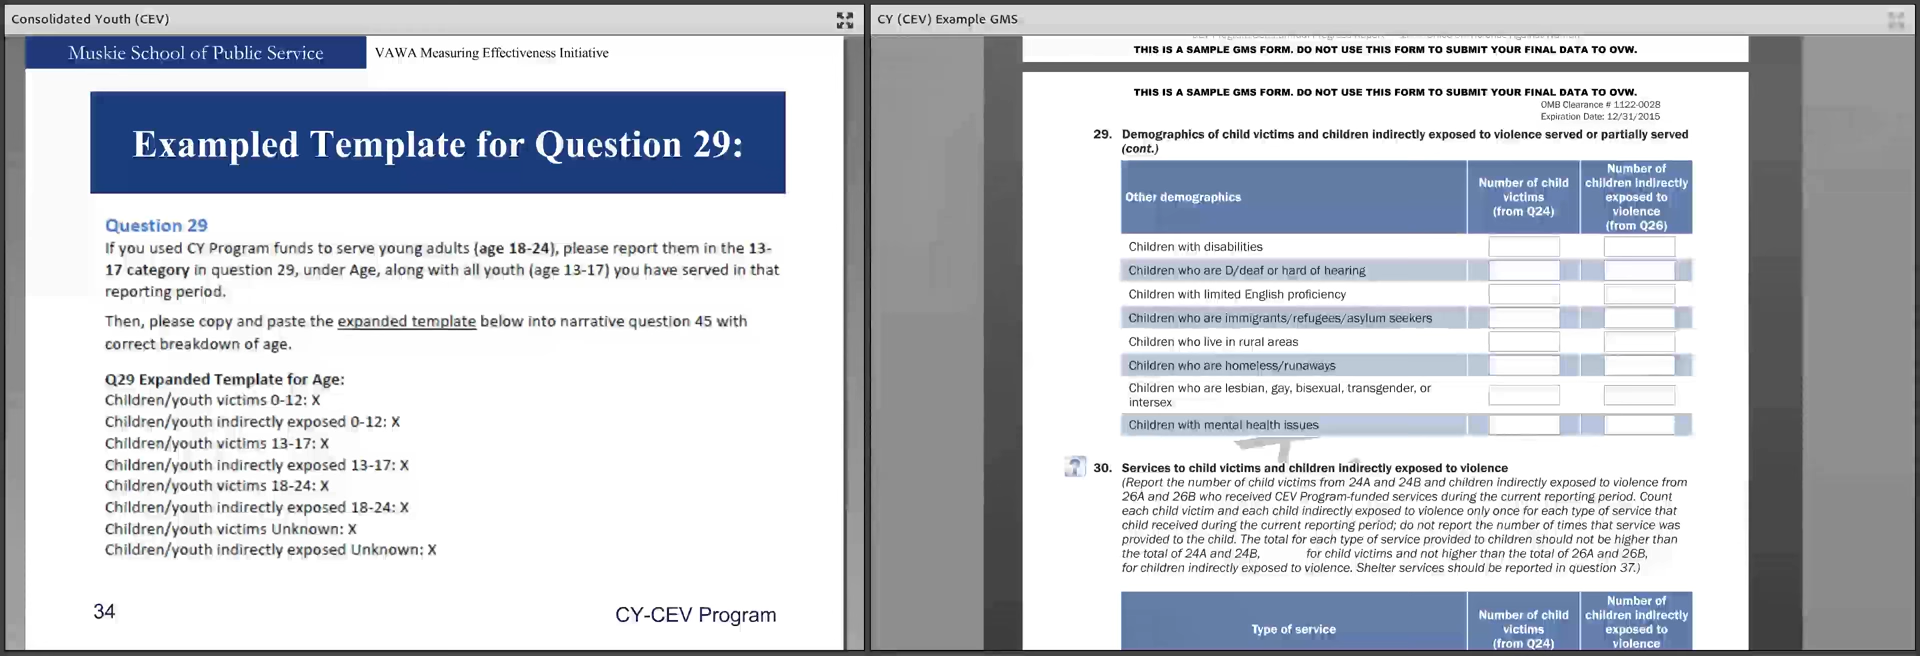 Consolidated Youth (CEV)
Muskie School of Public Service
VAWA Measuring Effectiveness Initiative
Exampled Template for Question 29:
Question 29
If you used CY Program funds to serve young adults (age 18-24), please report them in the 13-
17 category in question 29, under Age, along with all youth (age 13-17) you have served in that
reporting period.
Then, please copy and paste the expanded template below into narrative question 45 with
correct breakdown of age.
Q29 Expanded Template for Age:
Children/youth victims 0-12: X
Children/youth indirectly exposed 0-12: X
Children/youth victims 13-17: X
Children/youth indirectly exposed 13-17: X
Children/youth victims 18-24: X
Children/youth indirectly exposed 18-24: X
Children/youth victims Unknown: X
Children/youth indirectly exposed Unknown: X
34
CY-CEV Program
CY (CEV) Example GMS
THIS IS A SAMPLE GMS FORM. DO NOT USE THIS FORM TO SUBMIT YOUR FINAL DATA TO OVW.
THIS IS A SAMPLE GMS FORM. DO NOT USE THIS FORM TO SUBMIT YOUR FINAL DATA TO OVW.
OMB Clearance # 1122-0028
Expiration Date: 12/31/2015
29. Demographics of child victims and children indirectly exposed to violence served or partially served
(cont.)
Other demographics
Number of child
victims
(from Q24)
Number of
children indirectly
exposed to
violence
(from Q26)
Children with disabilities
Children who are D/deaf or hard of hearing
Children with limited English proficiency
Children who are immigrants/refugees/asylum seekers
Children who live in rural areas
Children who are homeless/runaways
Children who are lesbian, gay, bisexual, transgender, or
intersex
Children with mental health issues
?
30. Services to child victims and children indirectly exposed to violence
(Report the number of child victims from 24A and 24B and children indirectly exposed to violence from
26A and 26B who received CEV Program-funded services during the current reporting period. Count
each child victim and each child indirectly exposed to violence only once for each type of service that
child received during the current reporting period; do not report the number of times that service was
provided to the child. The total for each type of service provided to children should not be higher than
the total of 24A and 24B, for child victims and not higher than the total of 26A and 26B,
for children indirectly exposed to violence. Shelter services should be reported in question 37.)
Type of service
Number of child
victims
(from Q24)
Number of
children indirectly
exposed to
violence